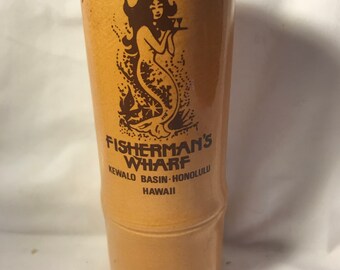 FISHERMAN'S
WHARF
KEWALO BASIN·HONOLULU
HAWAII